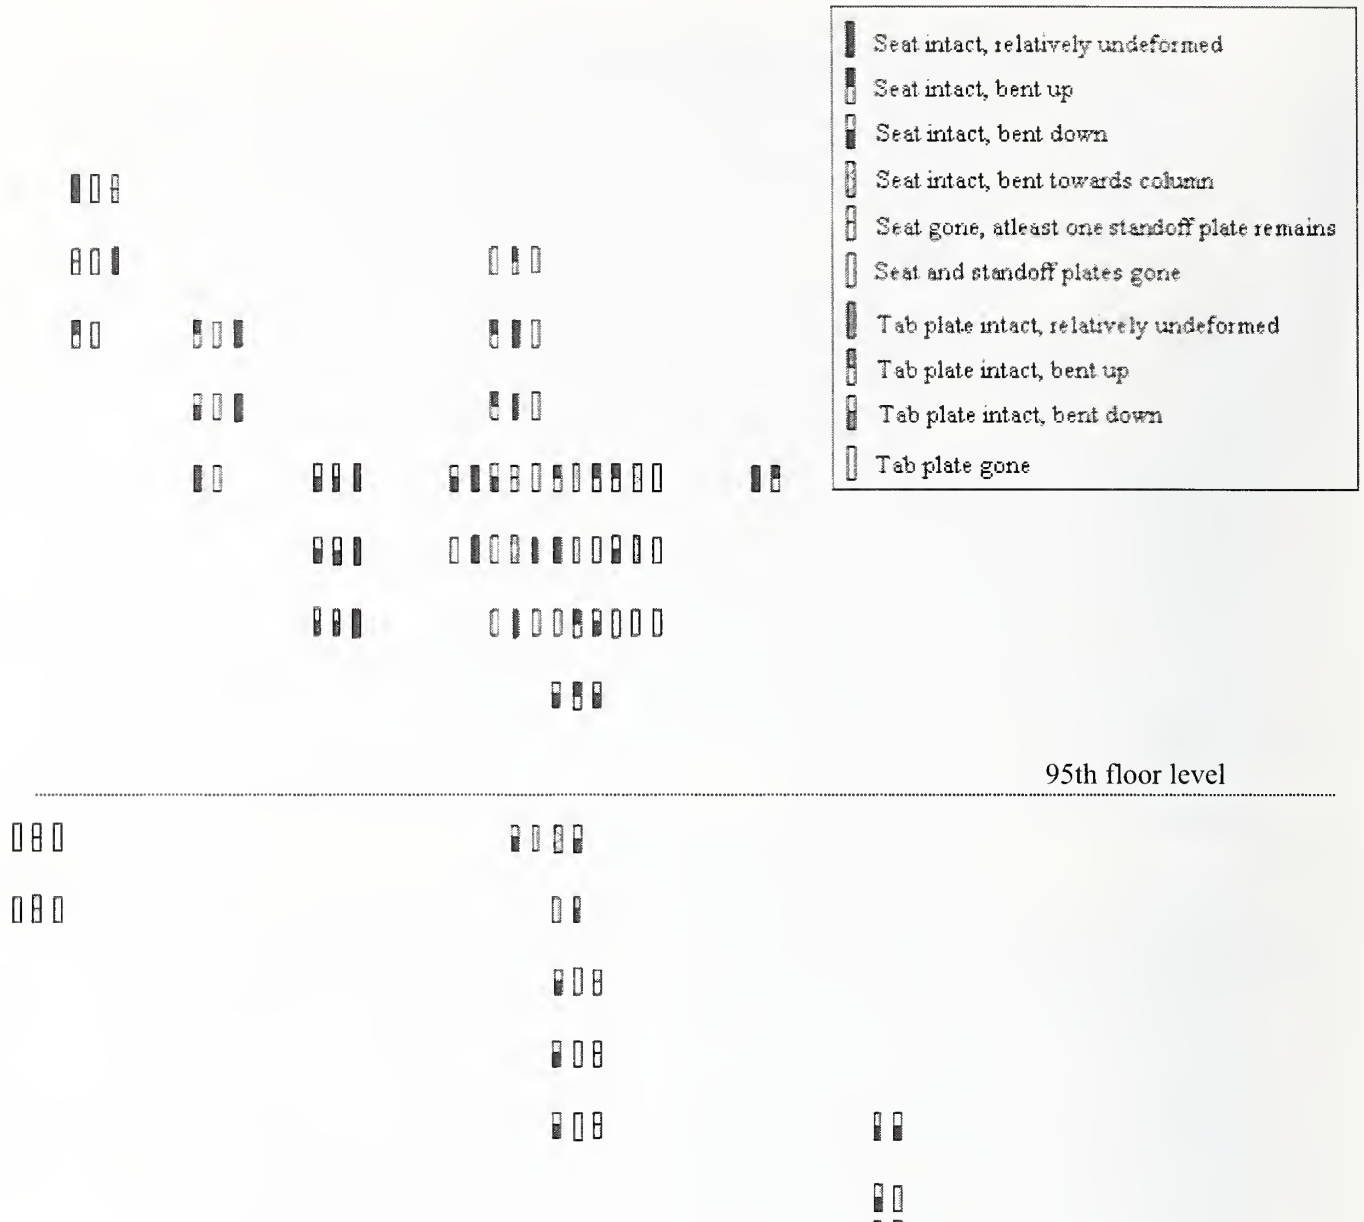 Seat intact, relatively undeformed
Seat intact, bent up
Seat intact, bent down
Seat intact, bent towards column
Seat gone, atleast one standoff plate remains
Seat and standoff plates gone
Tab plate intact, relatively undeformed
Tab plate intact, bent up
Tab plate intact, bent down
Tab plate gone
95th floor level